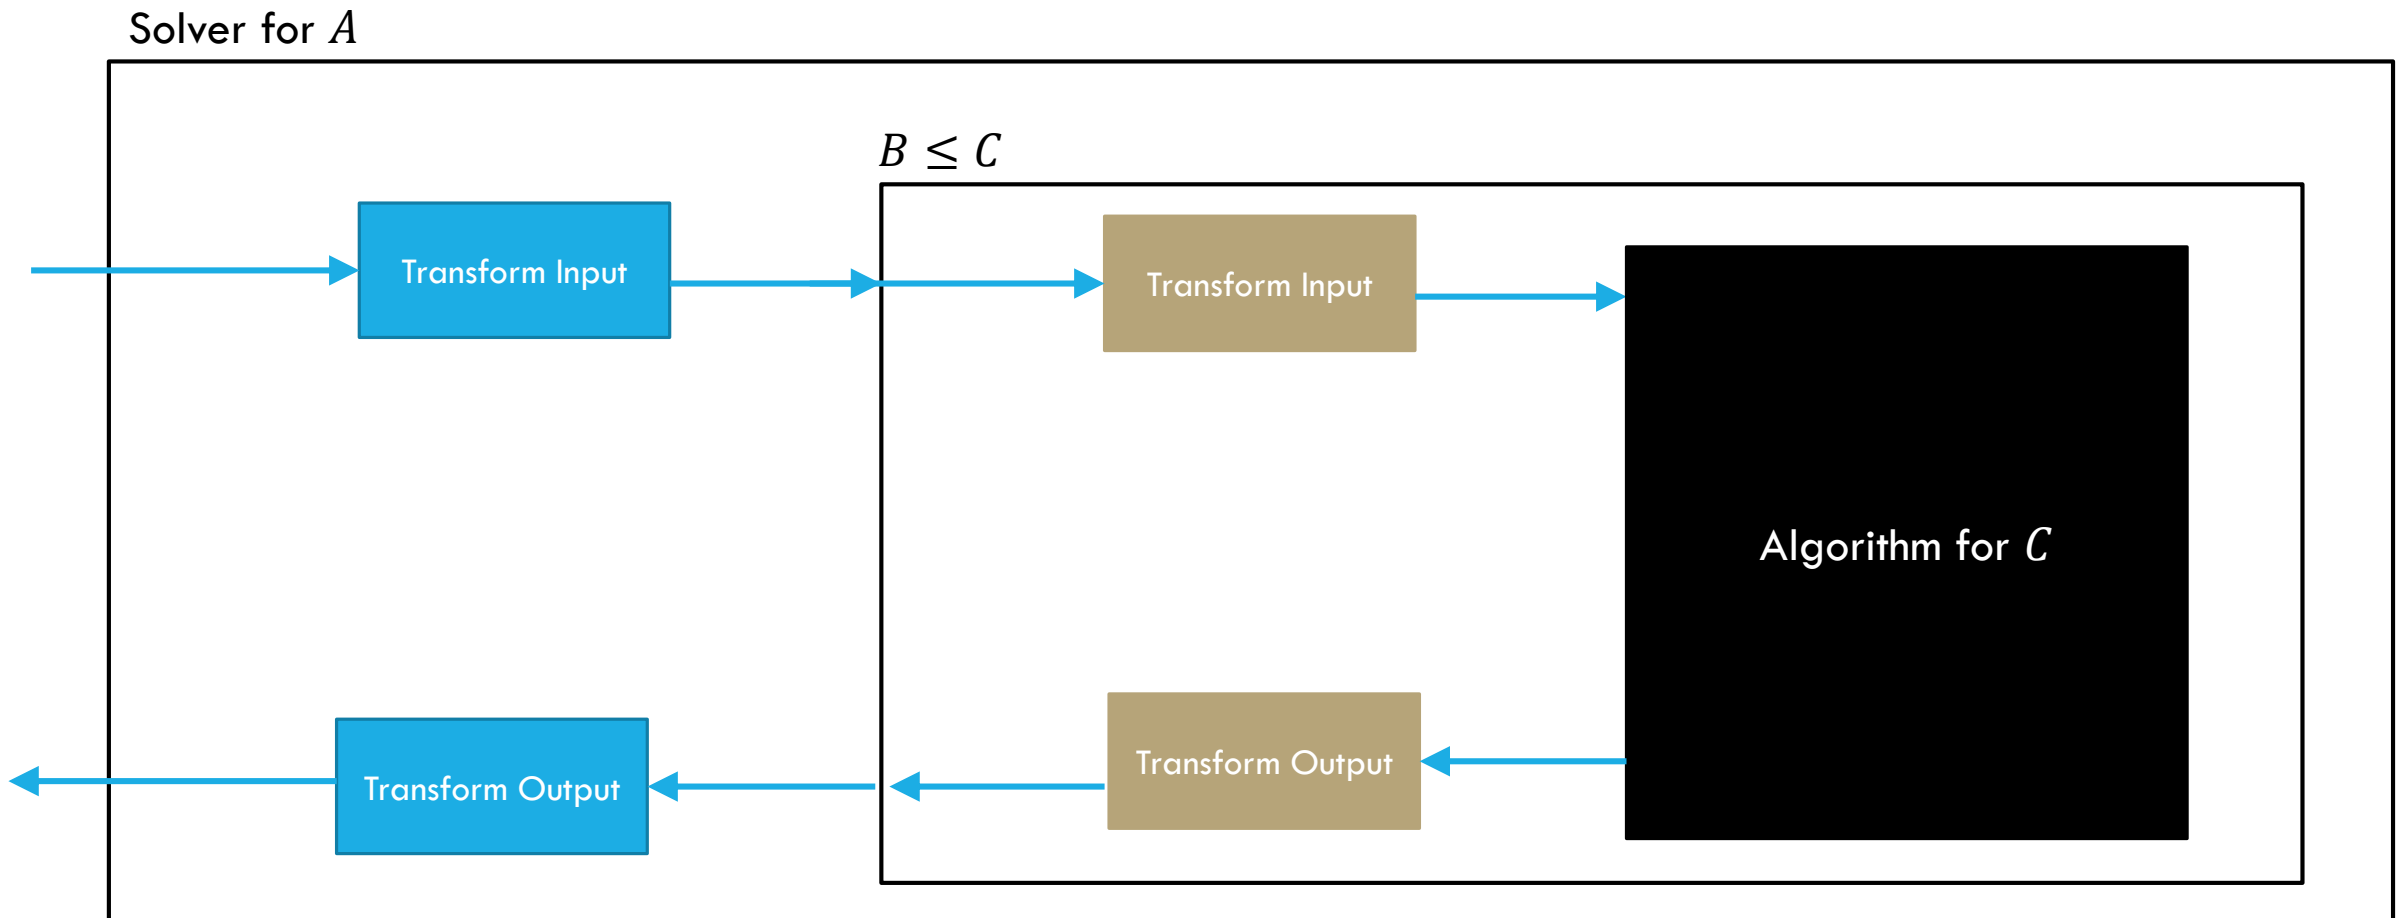 Solver for A
B ≤ C
Transform Input
Transform Input
Algorithm for C
Transform Output
Transform Output